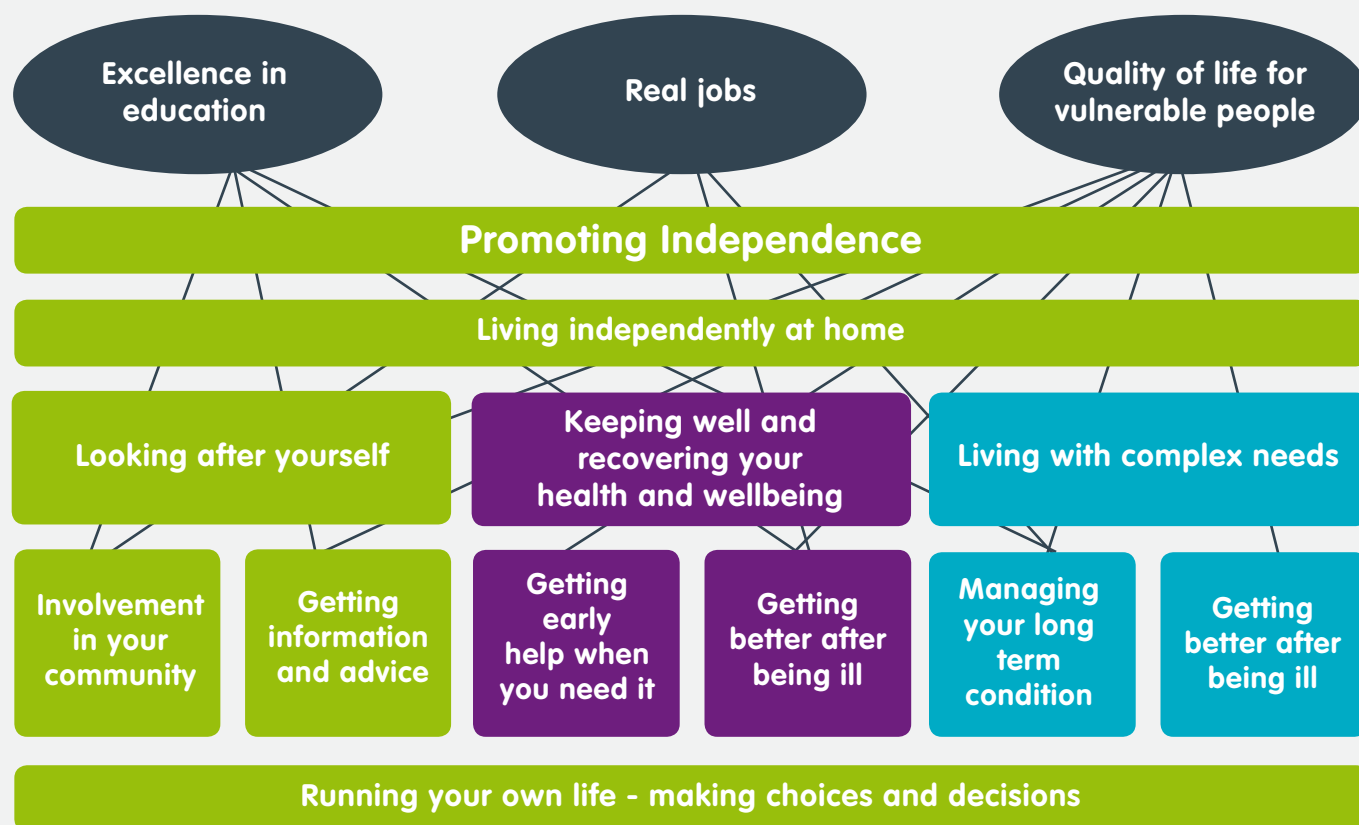 Excellence in
education
Real jobs
Quality of life for
vulnerable people
Promoting Independence
Living independently at home
Looking after yourself
Keeping well and
recovering your
health and wellbeing
Living with complex needs
Involvement
in your
community
Getting
information
and advice
Getting
early
help when
you need it
Getting
better after
being ill
Managing
your long
term
condition
Getting
better after
being ill
Running your own life - making choices and decisions